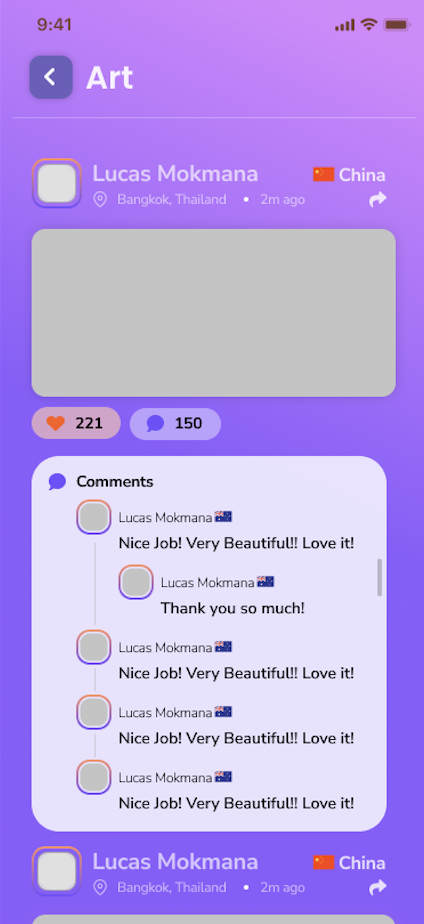 9:41
Art
Lucas Mokmana
China
Bangkok, Thailand • 2m ago
221
150
Comments
Lucas Mokmana
Nice Job! Very Beautiful!! Love it!
Lucas Mokmana
Thank you so much!
Lucas Mokmana
Nice Job! Very Beautiful!! Love it!
Lucas Mokmana
Nice Job! Very Beautiful!! Love it!
Lucas Mokmana
Nice Job! Very Beautiful!! Love it!
Lucas Mokmana
China
Bangkok, Thailand • 2m ago